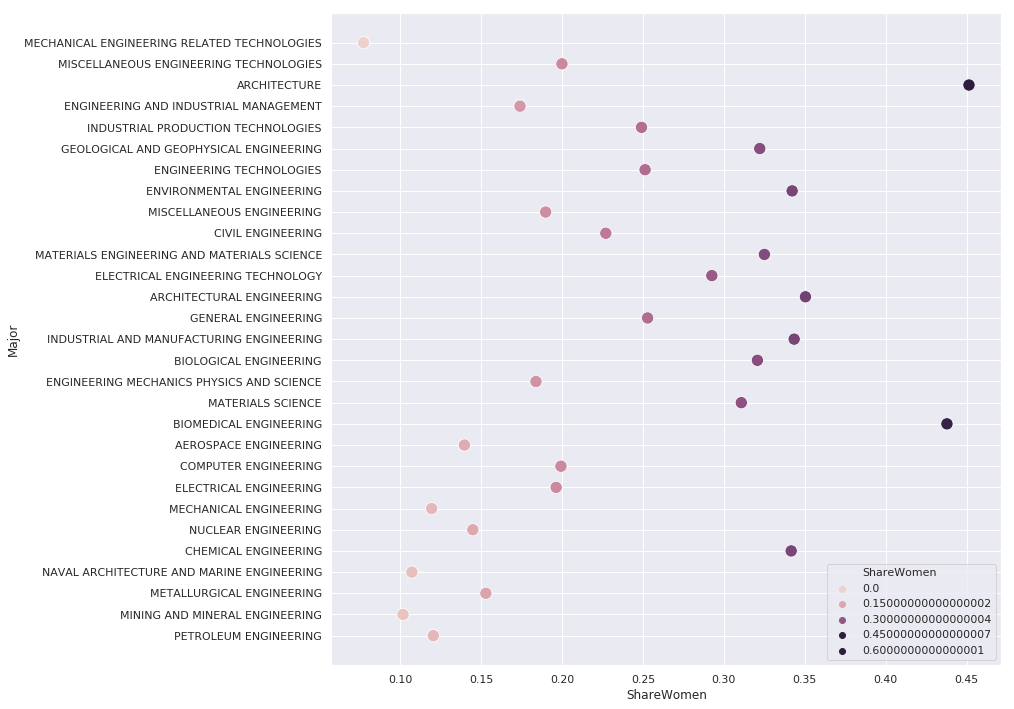 MECHANICAL ENGINEERING RELATED TECHNOLOGIES
MISCELLANEOUS ENGINEERING TECHNOLOGIES
ARCHITECTURE
ENGINEERING AND INDUSTRIAL MANAGEMENT
INDUSTRIAL PRODUCTION TECHNOLOGIES
GEOLOGICAL AND GEOPHYSICAL ENGINEERING
ENGINEERING TECHNOLOGIES
ENVIRONMENTAL ENGINEERING
MISCELLANEOUS ENGINEERING
CIVIL ENGINEERING
MATERIALS ENGINEERING AND MATERIALS SCIENCE
ELECTRICAL ENGINEERING TECHNOLOGY
ARCHITECTURAL ENGINEERING
GENERAL ENGINEERING
INDUSTRIAL AND MANUFACTURING ENGINEERING
BIOLOGICAL ENGINEERING
ENGINEERING MECHANICS PHYSICS AND SCIENCE
MATERIALS SCIENCE
BIOMEDICAL ENGINEERING
AEROSPACE ENGINEERING
COMPUTER ENGINEERING
ELECTRICAL ENGINEERING
MECHANICAL ENGINEERING
NUCLEAR ENGINEERING
CHEMICAL ENGINEERING
NAVAL ARCHITECTURE AND MARINE ENGINEERING
METALLURGICAL ENGINEERING
MINING AND MINERAL ENGINEERING
PETROLEUM ENGINEERING
Major
ShareWomen
0.0
0.15000000000000002
0.30000000000000004
0.45000000000000007
0.6000000000000001
0.10 0.15 0.20 0.25 0.30 0.35 0.40 0.45
ShareWomen